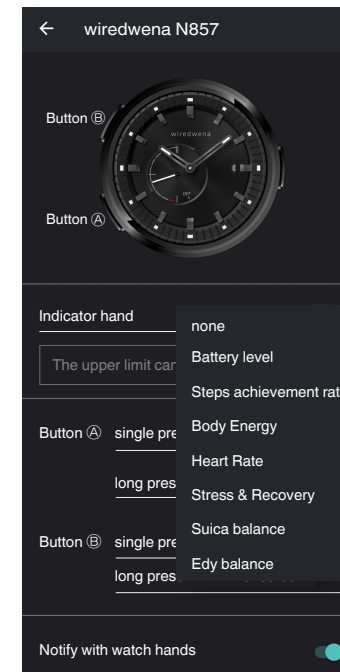 wiredwena N857
Button Ⓑ
wiredwena
Button Ⓐ
OFF
Indicator hand
The upper limit can
none
Battery level
Steps achievement rat
Body Energy
Heart Rate
Stress & Recovery
Suica balance
Edy balance
Button Ⓐ single pre
long pres
Button Ⓑ single pre
long pres
Notify with watch hands